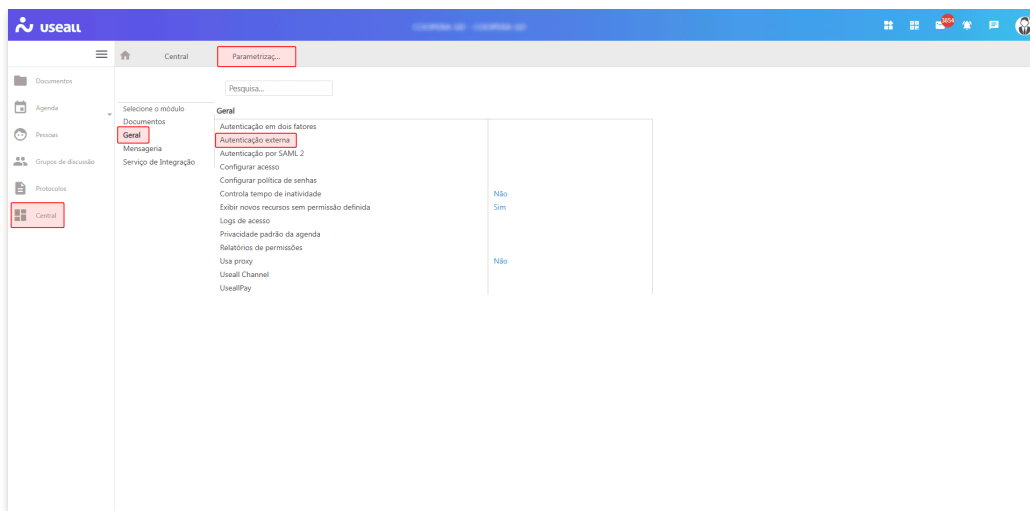 useall
3854
Central
Parametrizaç...
Documentos
Agenda
Pessoas
Grupos de discussão
Protocolos
Central
Pesquisa...
Selecione o módulo
Documentos
Geral
Mensageria
Serviço de Integração
Geral
Autenticação em dois fatores
Autenticação externa
Autenticação por SAML 2
Configurar acesso
Configurar política de senhas
Controla tempo de inatividade Não
Exibir novos recursos sem permissão definida Sim
Logs de acesso
Privacidade padrão da agenda
Relatórios de permissões
Usa proxy Não
Useall Channel
UseallPay